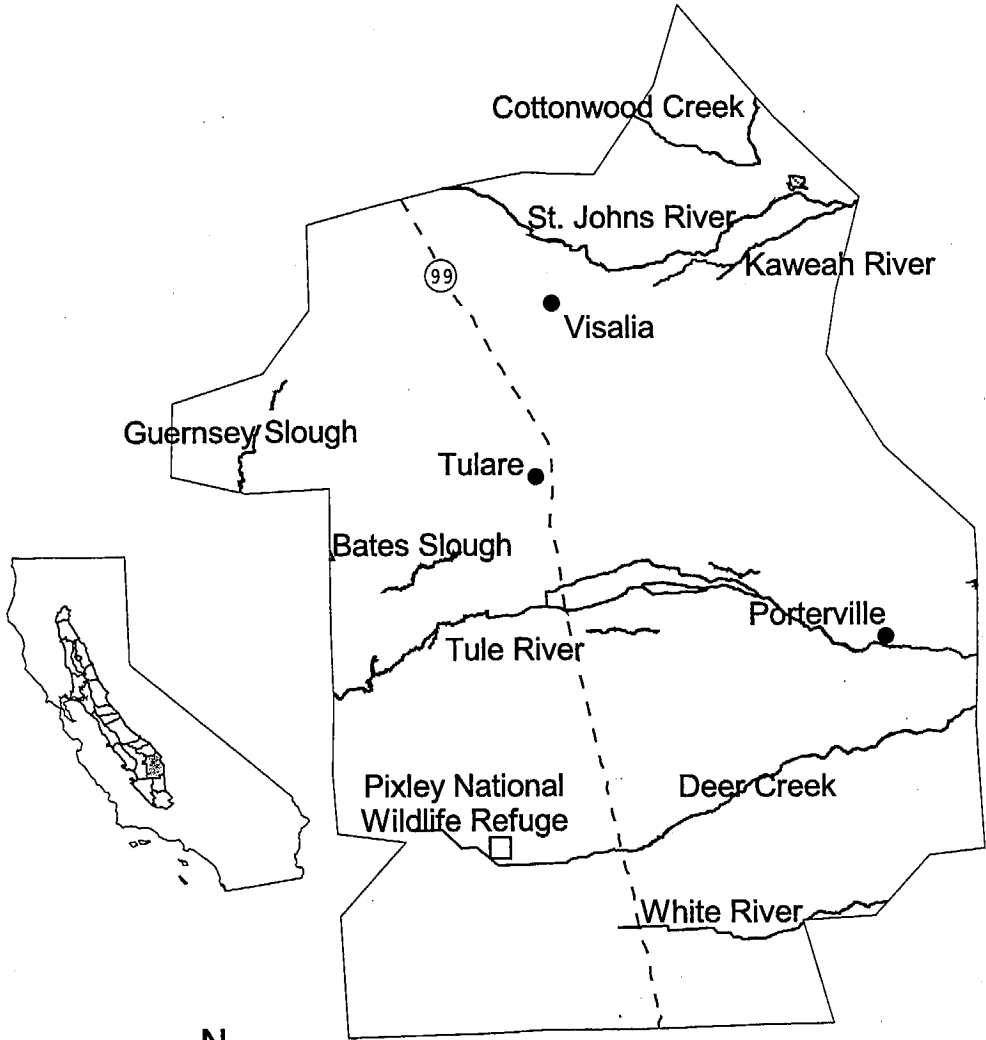 Cottonwood Creek
St. Johns River
Kaweah River
99
Visalia
Guernsey Slough
Tulare
Bates Slough
Porterville
Tule River
Pixley National
Wildlife Refuge
Deer Creek
White River
N